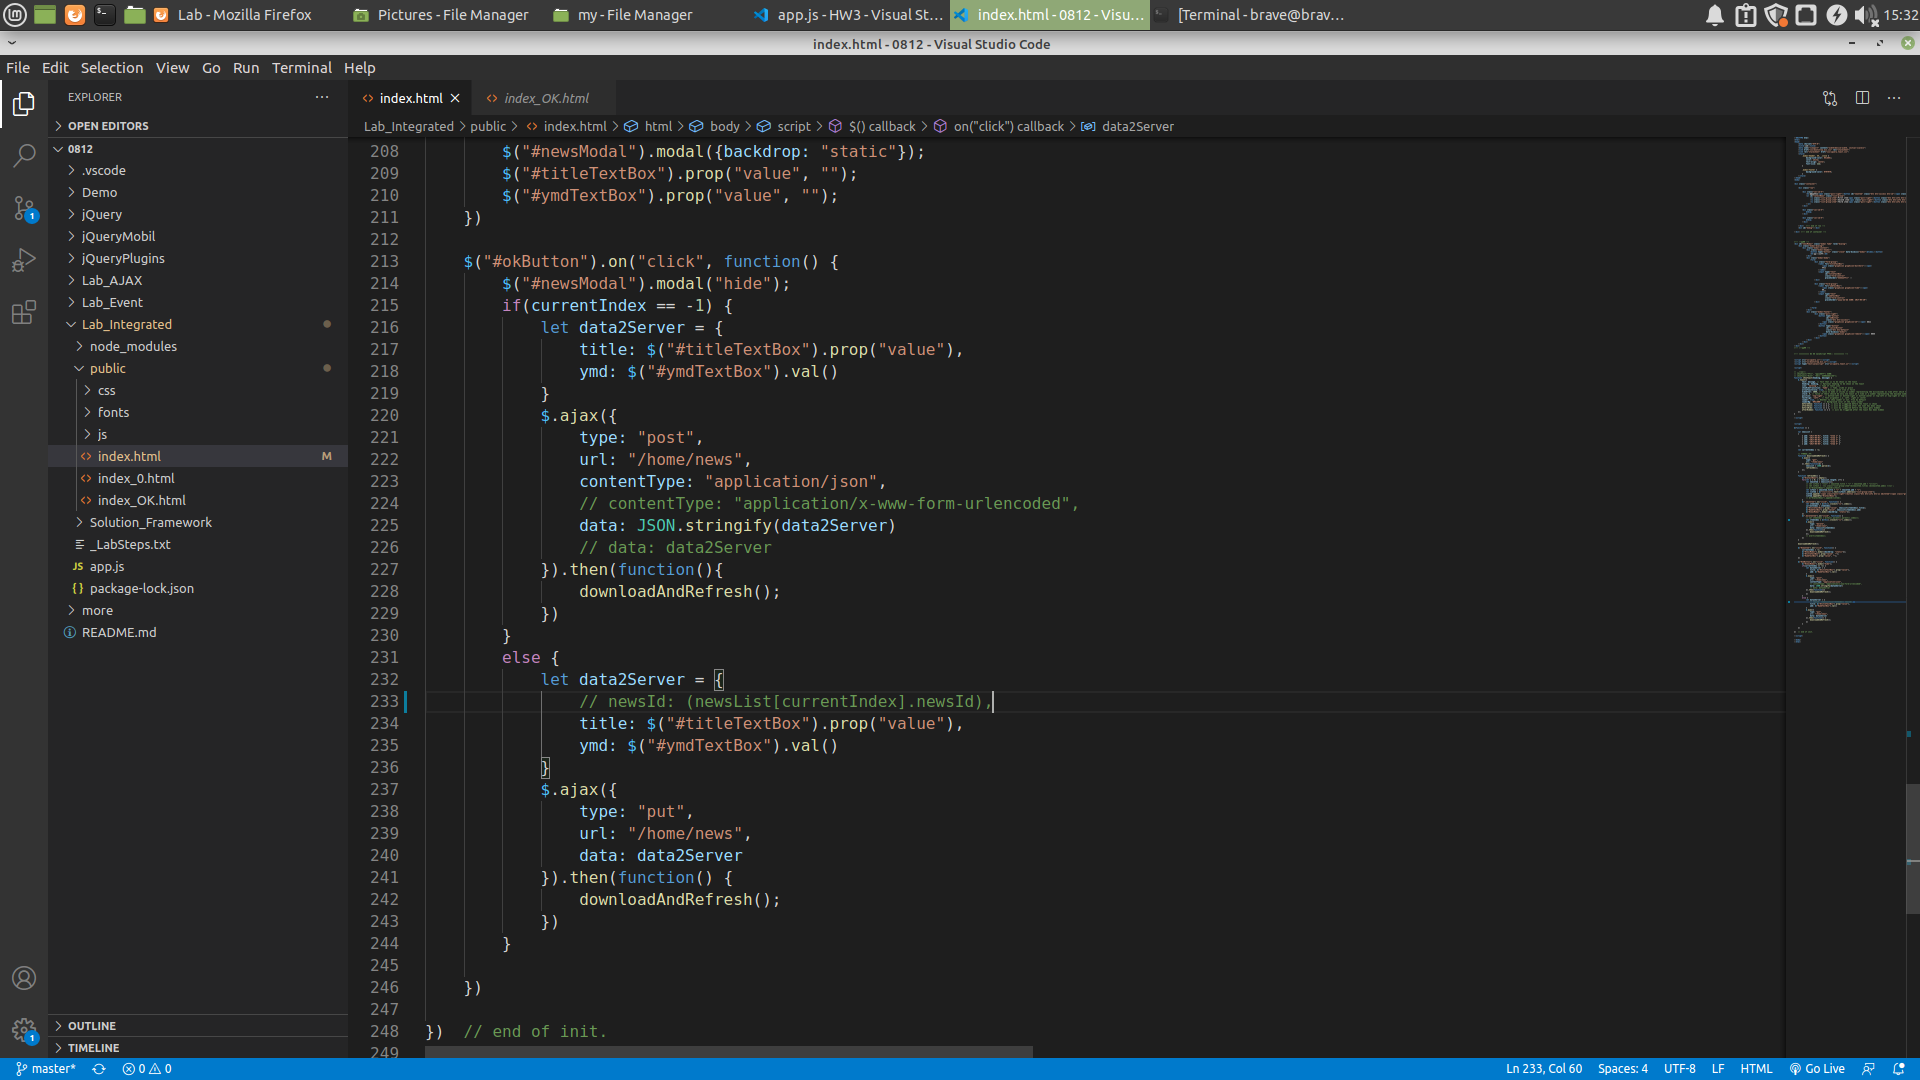 Lab - Mozilla Firefox
Pictures - File Manager
my - File Manager
app.js - HW3 - Visual St...
index.html - 0812 - Visu...
[Terminal - brave@brav...
15:32
index.html - 0812 - Visual Studio Code
File Edit Selection View Go Run Terminal Help
EXPLORER
index.html
index_OK.html
OPEN EDITORS
Lab_Integrated > public > index.html > html > body > script > $() callback > on("click") callback > data2Server
0812
.vscode
Demo
jQuery
jQueryMobil
jQueryPlugins
Lab_AJAX
Lab_Event
Lab_Integrated
node_modules
public
css
fonts
js
index.html M
index_0.html
index_OK.html
Solution_Framework
_LabSteps.txt
JS app.js
{} package-lock.json
more
README.md
OUTLINE
TIMELINE
1
1
208 $("#newsModal").modal({backdrop: "static"});
209 $("#titleTextBox").prop("value", "");
210 $("#ymdTextBox").prop("value", "");
211 })
212
213 $("#okButton").on("click", function() {
214 $("#newsModal").modal("hide");
215 if(currentIndex == -1) {
216 let data2Server = {
217 title: $("#titleTextBox").prop("value"),
218 ymd: $("#ymdTextBox").val()
219 }
220 $.ajax({
221 type: "post",
222 url: "/home/news",
223 contentType: "application/json",
224 // contentType: "application/x-www-form-urlencoded",
225 data: JSON.stringify(data2Server)
226 // data: data2Server
227 }).then(function(){
228 downloadAndRefresh();
229 })
230 }
231 else {
232 let data2Server = {
233 // newsId: (newsList[currentIndex].newsId),
234 title: $("#titleTextBox").prop("value"),
235 ymd: $("#ymdTextBox").val()
236 }
237 $.ajax({
238 type: "put",
239 url: "/home/news",
240 data: data2Server
241 }).then(function() {
242 downloadAndRefresh();
243 })
244 }
245
246 })
247
248 }) // end of init.
249
master* 0 0
Ln 233, Col 60 Spaces: 4 UTF-8 LF HTML Go Live